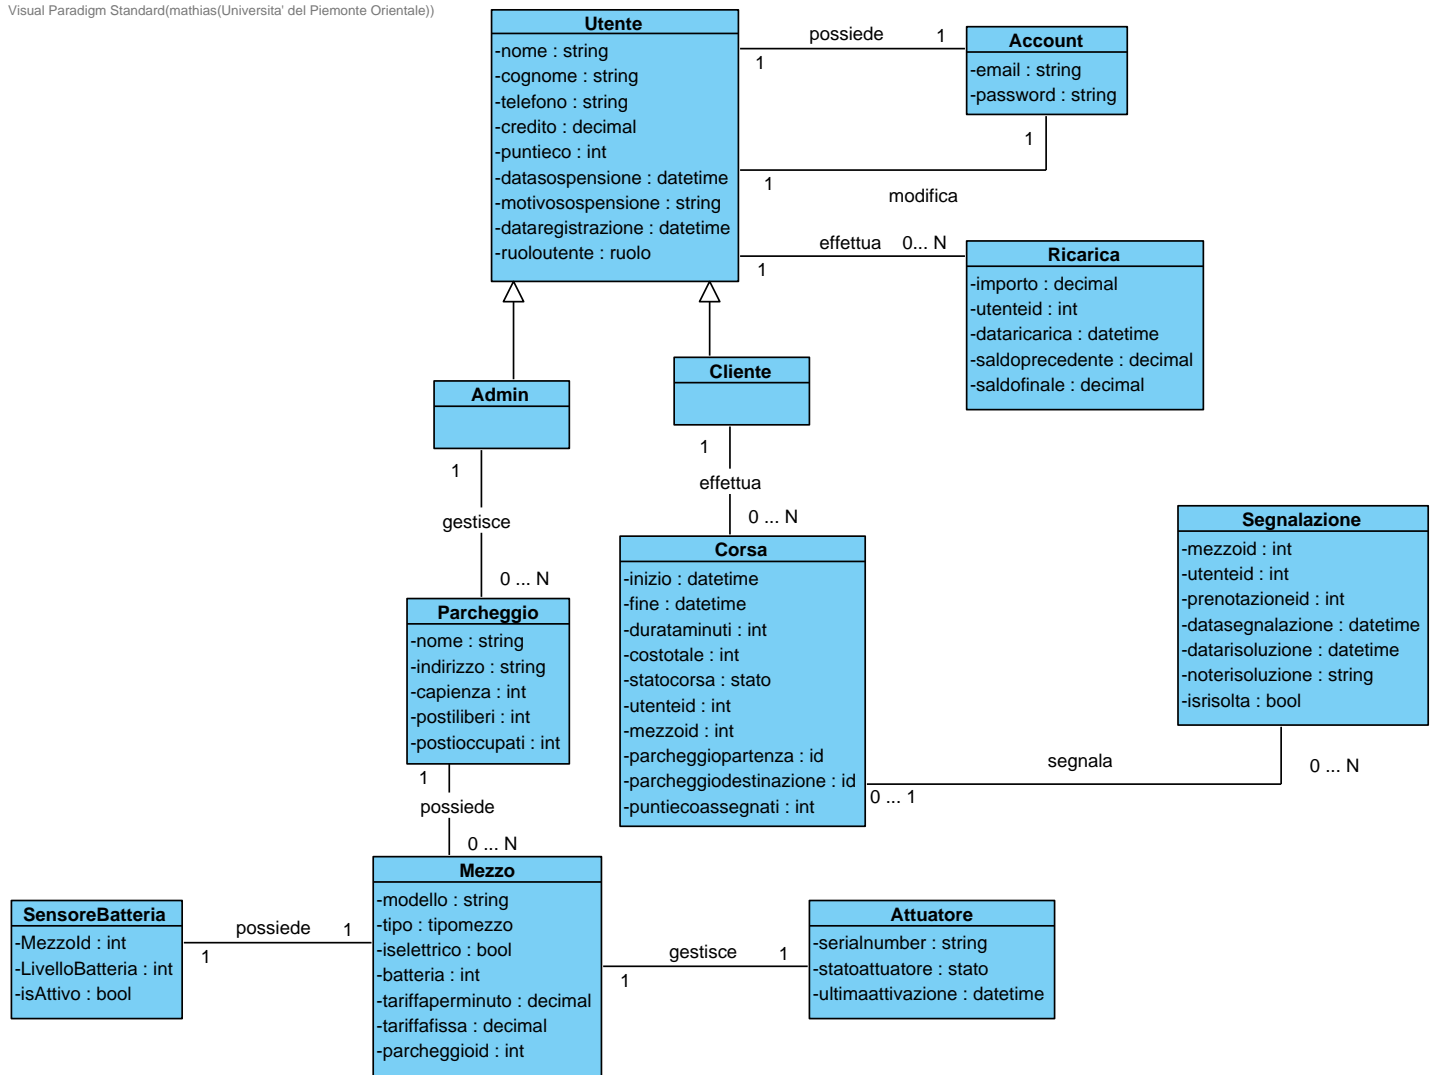 Visual Paradigm Standard(mathias(Universita' del Piemonte Orientale))
Utente
-nome : string
-cognome : string
-telefono : string
-credito : decimal
-puntieco : int
-datasospensione : datetime
-motivosospensione : string
-dataregistrazione : datetime
-ruoloutente : ruolo
possiede
1
1
Account
-email : string
-password : string
1
1
modifica
effettua
0... N
1
Ricarica
-importo : decimal
-utenteid : int
-dataricarica : datetime
-saldoprecedente : decimal
-saldofinale : decimal
Admin
Cliente
1
gestisce
0 ... N
1
effettua
0 ... N
Parcheggio
-nome : string
-indirizzo : string
-capienza : int
-postiliberi : int
-postioccupati : int
Corsa
-inizio : datetime
-fine : datetime
-durataminuti : int
-costotale : int
-statocorsa : stato
-utenteid : int
-mezzoid : int
-parcheggiopartenza : id
-parcheggiodestinazione : id
-puntiecoassegnati : int
Segnalazione
-mezzoid : int
-utenteid : int
-prenotazioneid : int
-datasegnalazione : datetime
-datarisoluzione : datetime
-noterisoluzione : string
-isrisolta : bool
segnala
0 ... N
0 ... 1
1
possiede
0 ... N
SensoreBatteria
-MezzoId : int
-LivelloBatteria : int
-isAttivo : bool
possiede
1
1
Mezzo
-modello : string
-tipo : tipomezzo
-iselettrico : bool
-batteria : int
-tariffaperminuto : decimal
-tariffafissa : decimal
-parcheggioid : int
gestisce
1
1
Attuatore
-serialnumber : string
-statoattuatore : stato
-ultimaattivazione : datetime